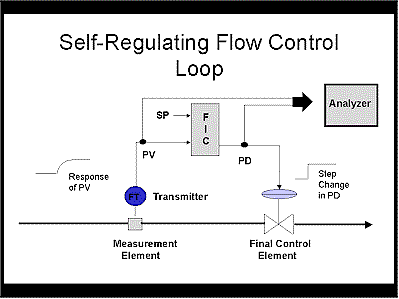 Self-Regulating Flow Control
Loop
Analyzer
SP
F
I
C
PV
PD
Response
of PV
Step
Change
in PD
FT
Transmitter
Measurement
Element
Final Control
Element